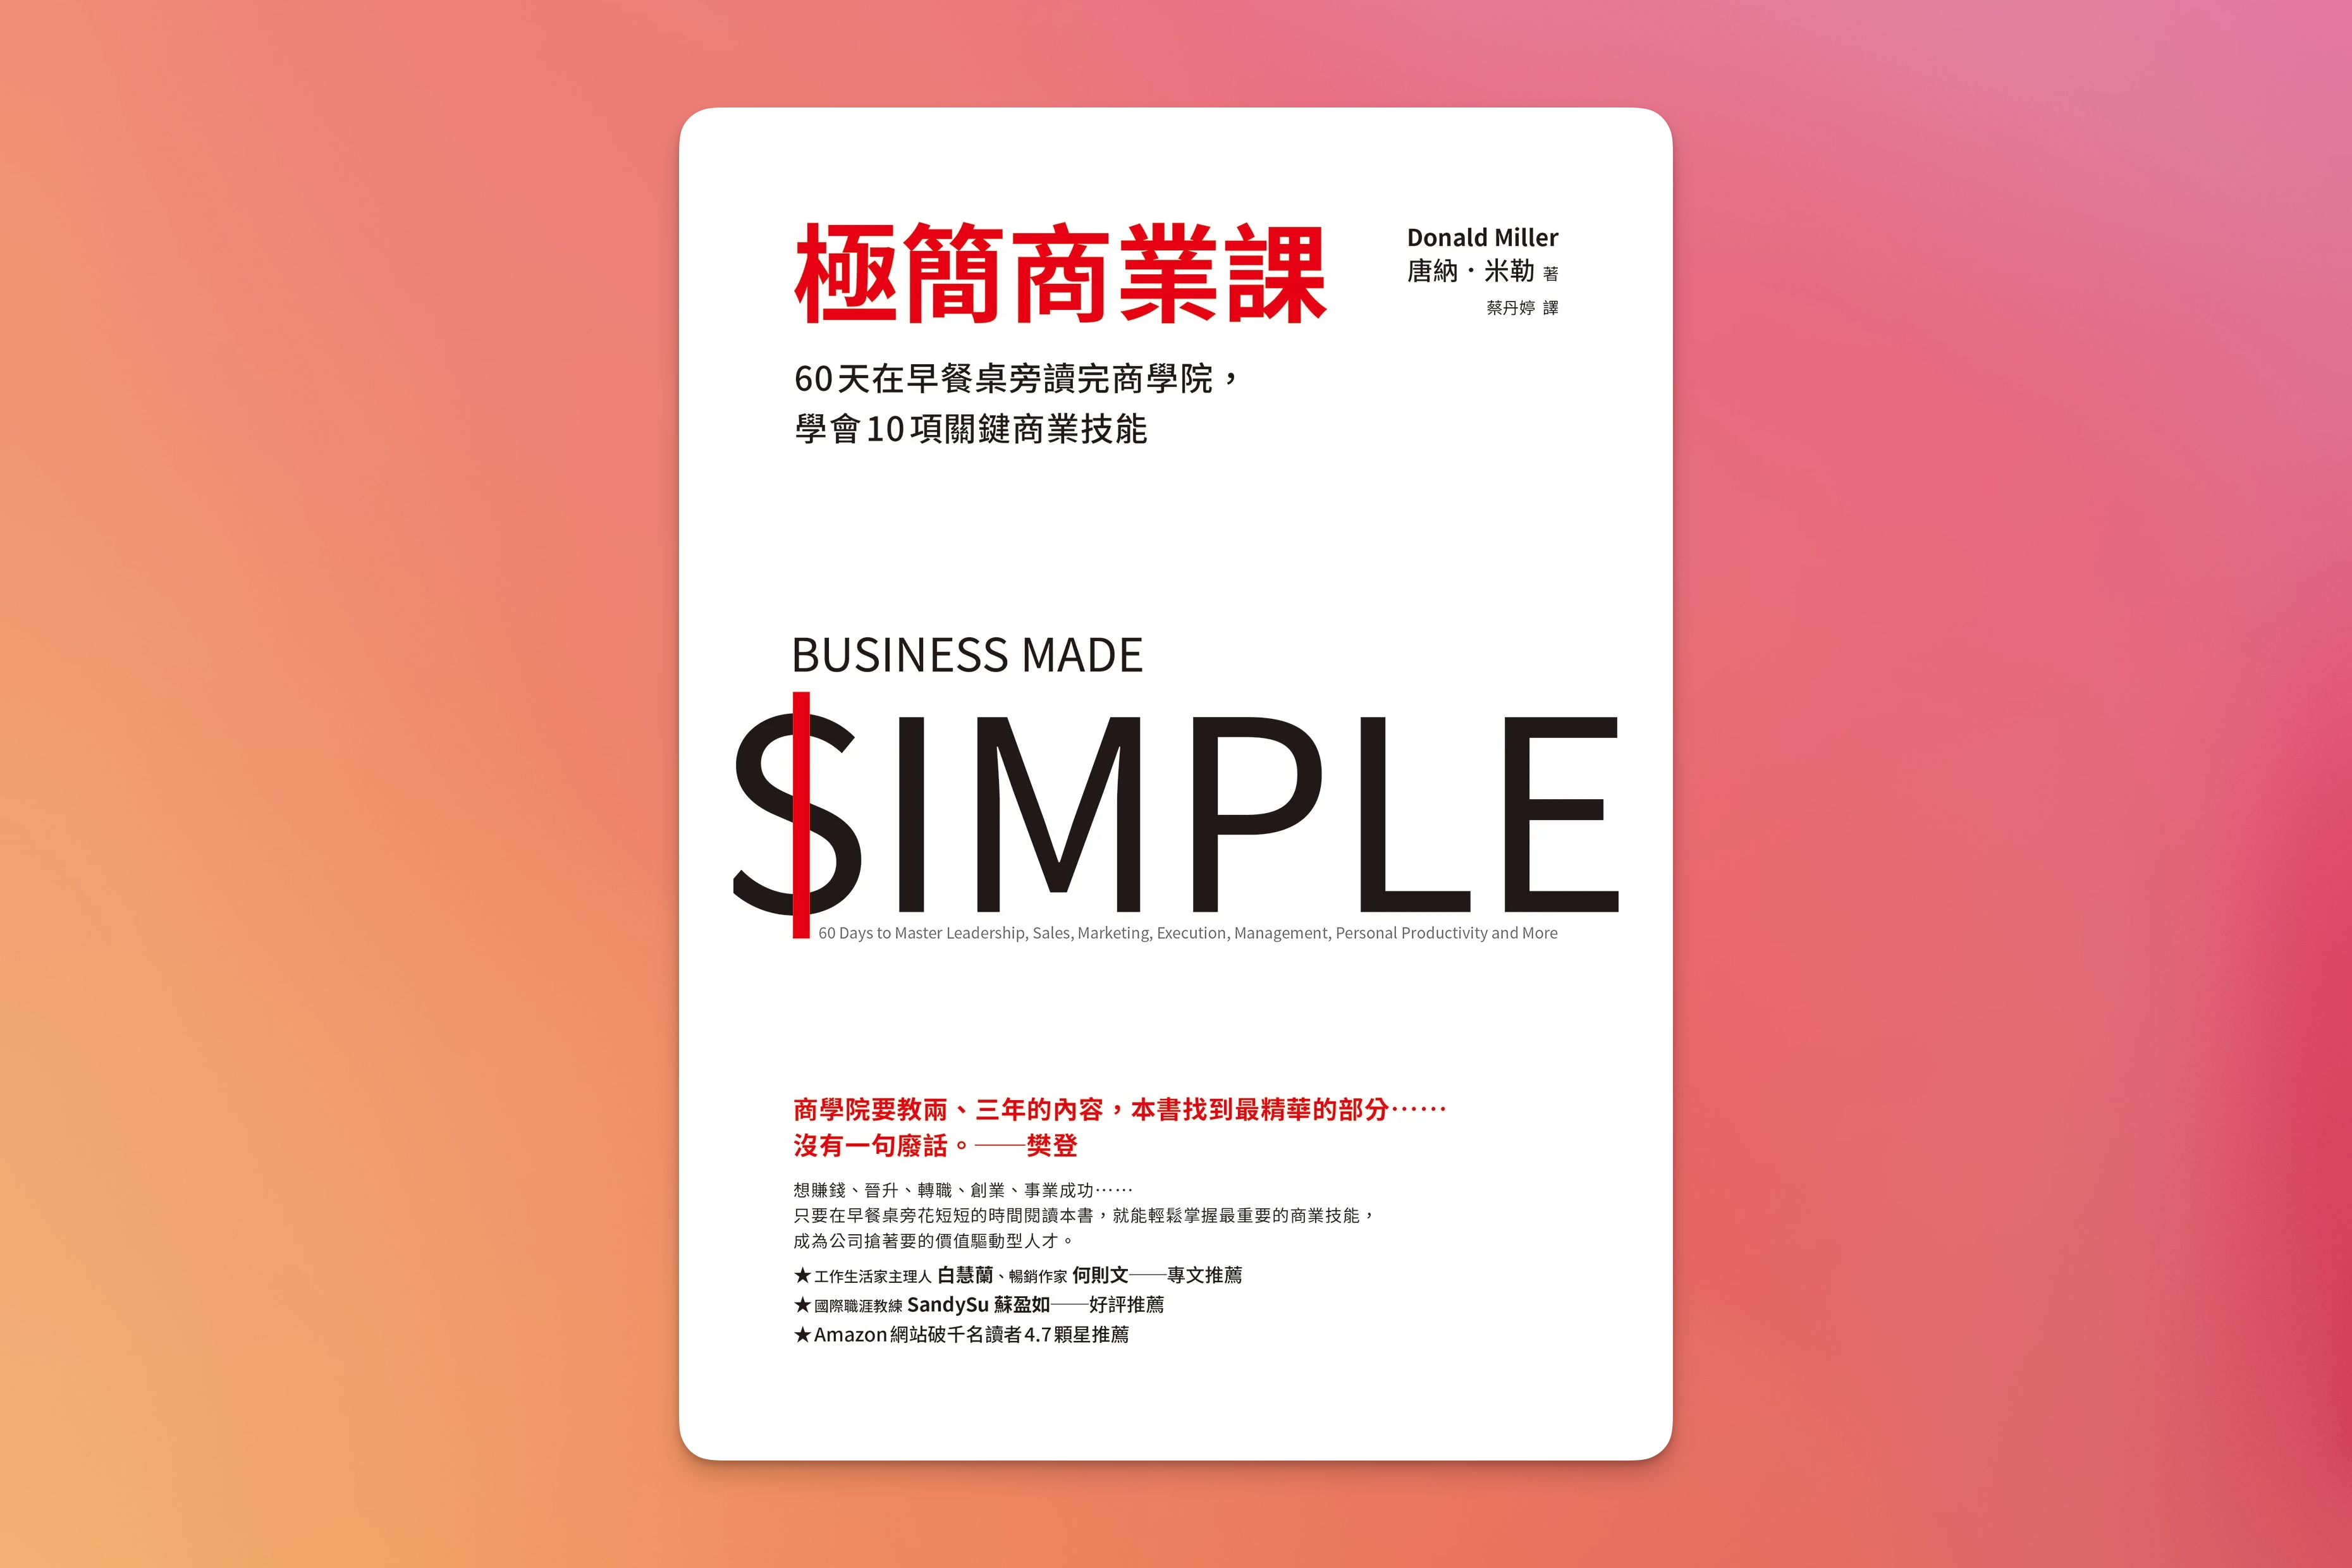 極簡商業課
Donald Miller
唐納・米勒 著
蔡丹婷 譯
60天在早餐桌旁讀完商學院，
學會10項關鍵商業技能
BUSINESS MADE
SIMPLE
60 Days to Master Leadership, Sales, Marketing, Execution, Management, Personal Productivity and More
商學院要教兩、三年的內容，本書找到最精華的部分⋯⋯
沒有一句廢話。——樊登
想賺錢、晉升、轉職、創業、事業成功⋯⋯
只要在早餐桌旁花短短的時間閱讀本書，就能輕鬆掌握最重要的商業技能，
成為公司搶著要的價值驅動型人才。
★工作生活家主理人 白慧蘭、暢銷作家 何則文——專文推薦
★國際職涯教練 SandySu 蘇盈如——好評推薦
★Amazon網站破千名讀者4.7顆星推薦